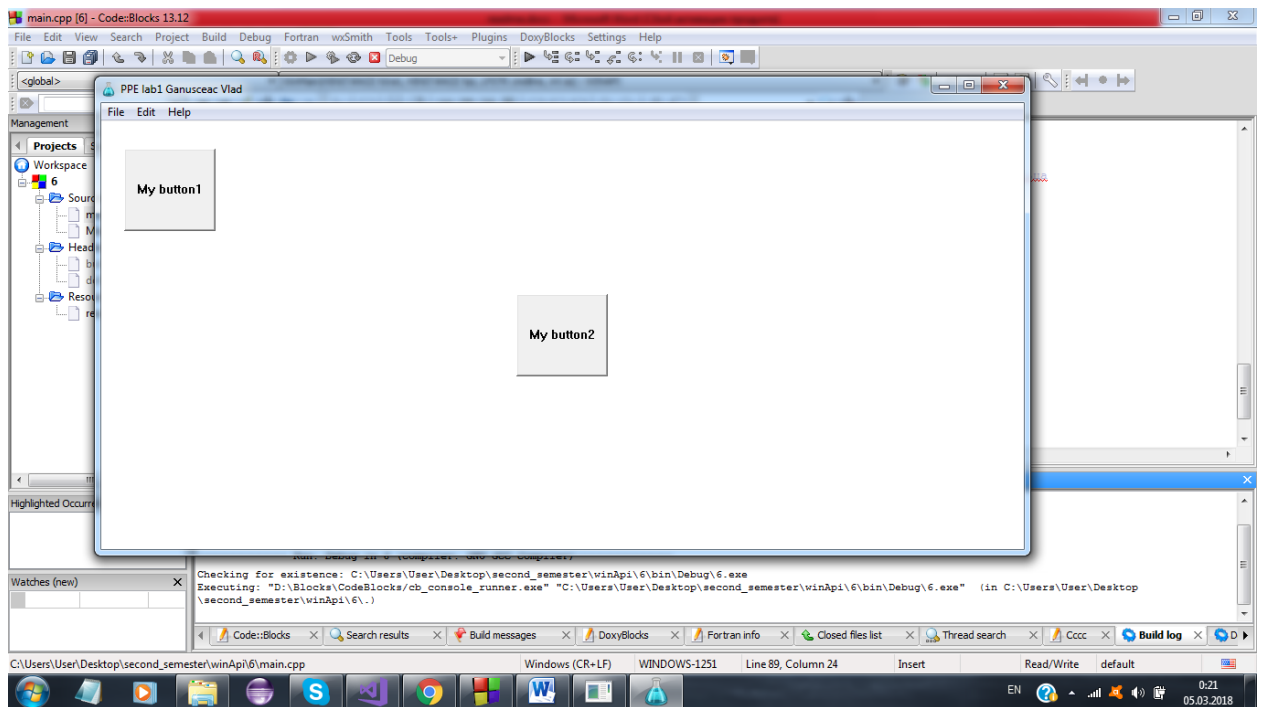 main.cpp [6] - Code::Blocks 13.12
File Edit View Search Project Build Debug Fortran wxSmith Tools Tools+ Plugins DoxyBlocks Settings Help
Debug
<global>
PPE lab1 Ganusceac Vlad
File Edit Help
Management
Projects
Workspace
6
My button1
My button2
Watches (new)
Checking for existence: C:\Users\User\Desktop\second_semester\winApi\6\bin\Debug\6.exe
Executing: "D:\Blocks\CodeBlocks/cb_console_runner.exe" "C:\Users\User\Desktop\second_semester\winApi\6\bin\Debug\6.exe" (in C:\Users\User\Desktop
\second_semester\winApi\6\.)
Code::Blocks Search results Build messages DoxyBlocks Fortran info Closed files list Thread search Cccc Build log D
C:\Users\User\Desktop\second_semester\winApi\6\main.cpp Windows (CR+LF) WINDOWS-1251 Line 89, Column 24 Insert Read/Write default
EN 0:21
05.03.2018